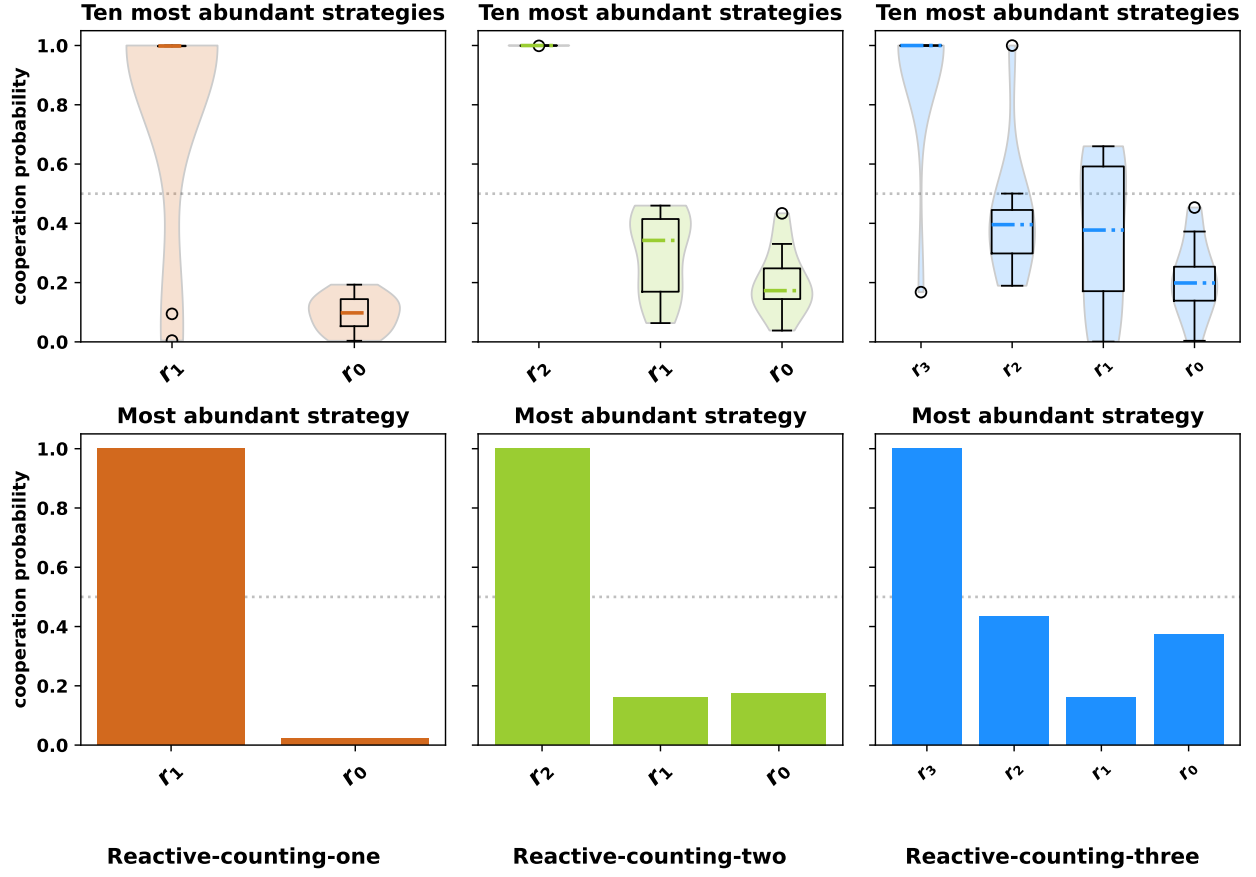 Ten most abundant strategies Ten most abundant strategies Ten most abundant strategies
cooperation probability
1.0
0.8
0.6
0.4
0.2
0.0
r1 r0 r2 r1 r0 r3 r2 r1 r0
Most abundant strategy Most abundant strategy Most abundant strategy
cooperation probability
1.0
0.8
0.6
0.4
0.2
0.0
r1 r0 r2 r1 r0 r3 r2 r1 r0
Reactive-counting-one Reactive-counting-two Reactive-counting-three